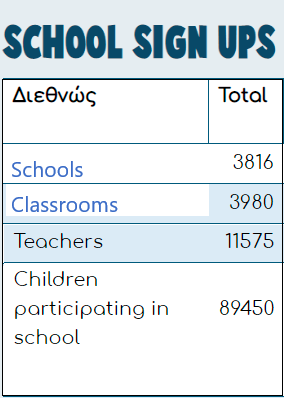 SCHOOL SIGN UPS
Διεθνώς Total
Schools 3816
Classrooms 3980
Teachers 11575
Children
participating in 89450
school